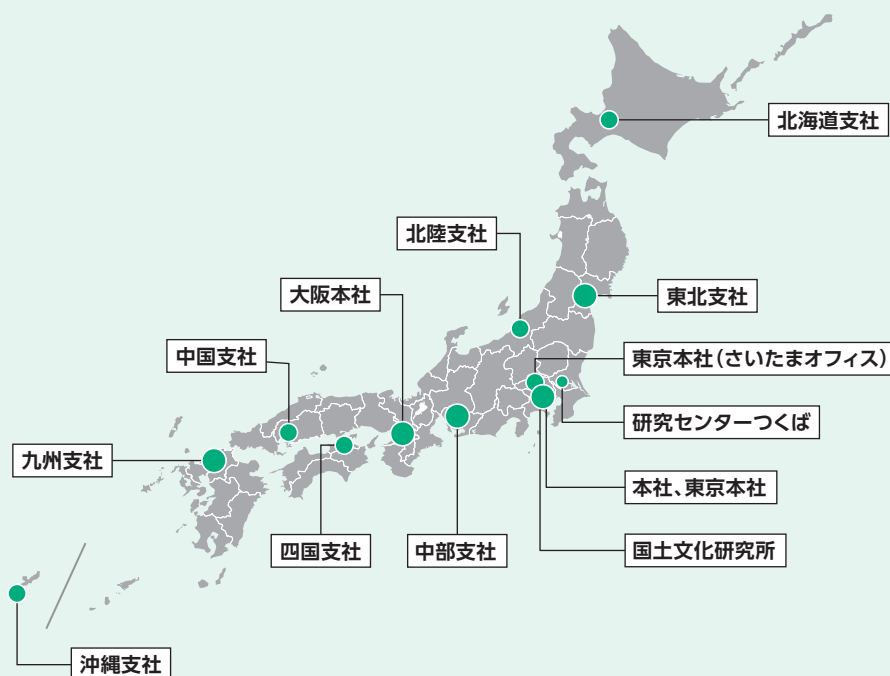 北海道支社
北陸支社
大阪本社
東北支社
中国支社
東京本社（さいたまオフィス）
研究センターつくば
九州支社
本社、東京本社
四国支社
中部支社
国土文化研究所
沖縄支社